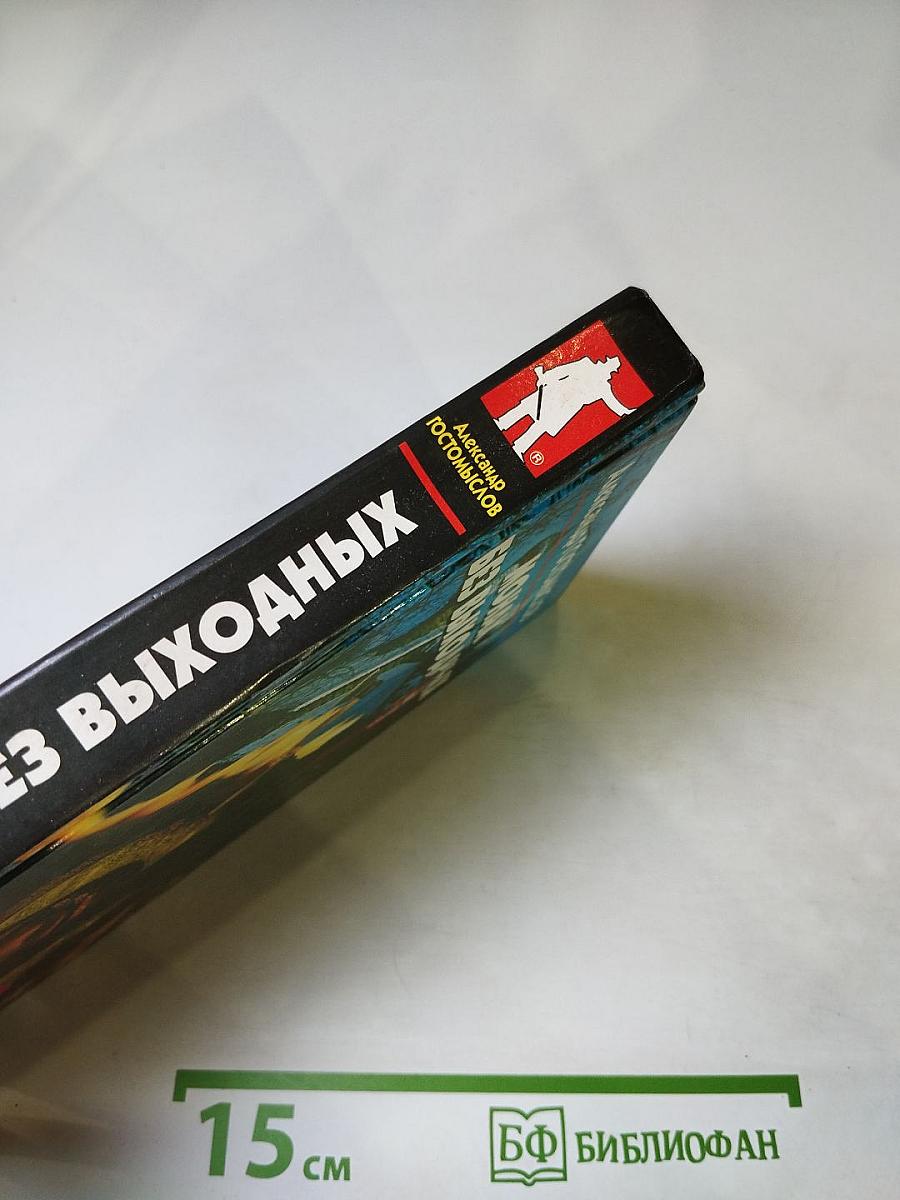 Александр
ГОСТОМЫСЛОВ
ЕЗ ВЫХОДНЫХ
®
15 см
БФ БИБЛИОФАН